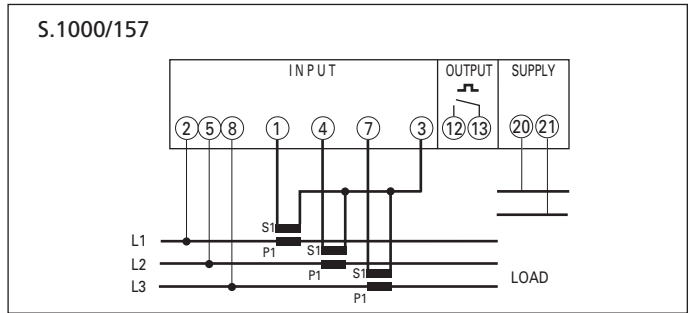 S.1000/157
INPUT OUTPUT SUPPLY
2 5 8 1 4 7 3 12 13 20 21
S1
L1
P1 S1
L2
P1 S1
L3
P1
LOAD